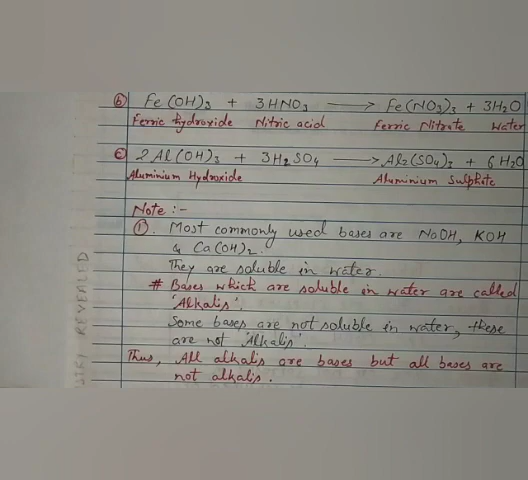 ⓑ Fe(OH)₃ + 3HNO₃ ⟶ Fe(NO₃)₃ + 3H₂O
Ferric hydroxide Nitric acid Ferric Nitrate Water
ⓒ 2Al(OH)₃ + 3H₂SO₄ ⟶ Al₂(SO₄)₃ + 6H₂O
Aluminium Hydroxide Aluminium Sulphate
Note :-
①. Most commonly used bases are NaOH, KOH
& Ca(OH)₂.
They are soluble in water.
# Bases which are soluble in water are called
'Alkalis'.
Some bases are not soluble in water, these
are not 'Alkalis'.
Thus, All alkalis are bases but all bases are
not alkalis.
REVEALED